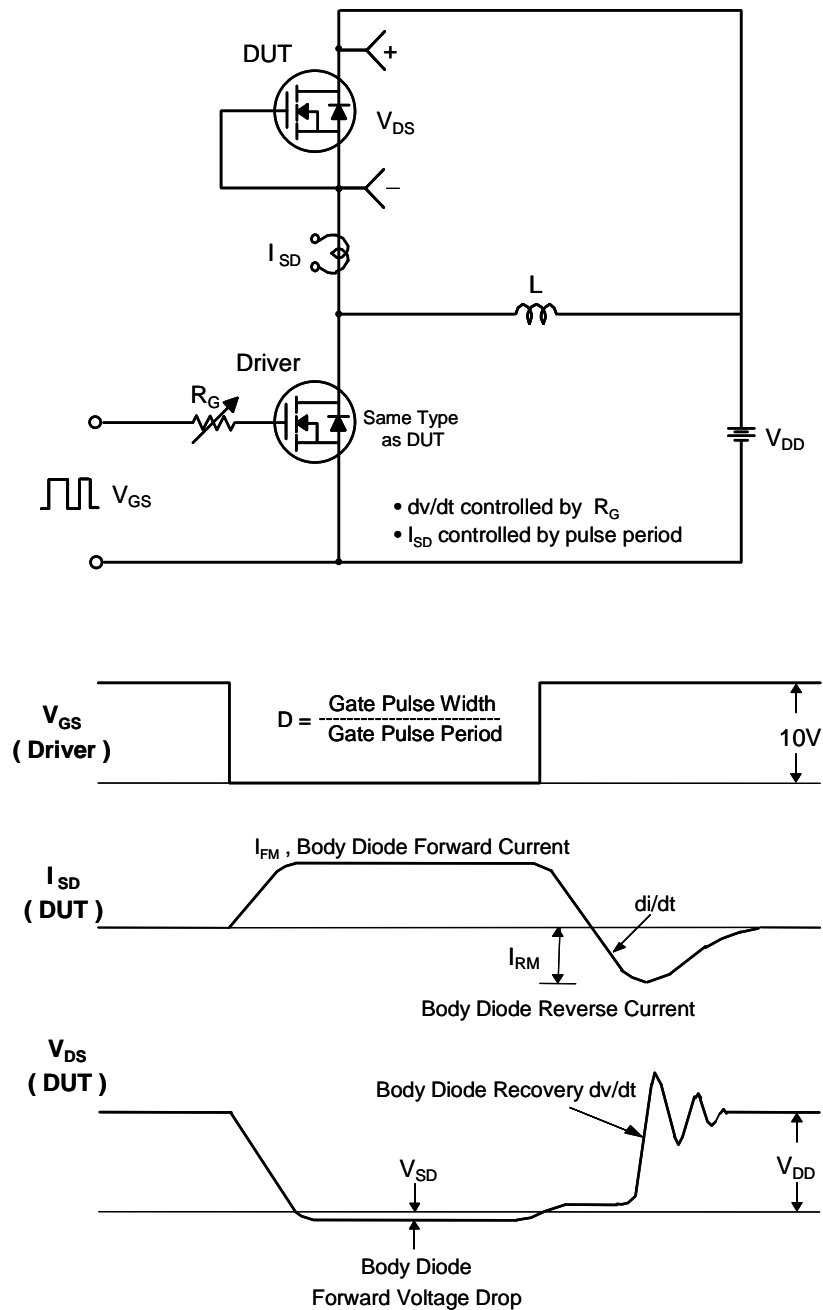 DUT
+
V_DS
−
I_SD
L
Driver
R_G
Same Type
as DUT
V_DD
V_GS
• dv/dt controlled by R_G
• I_SD controlled by pulse period
V_GS
( Driver )
D = Gate Pulse Width
Gate Pulse Period
10V
I_FM , Body Diode Forward Current
I_SD
( DUT )
di/dt
I_RM
Body Diode Reverse Current
V_DS
( DUT )
Body Diode Recovery dv/dt
V_SD
V_DD
Body Diode
Forward Voltage Drop